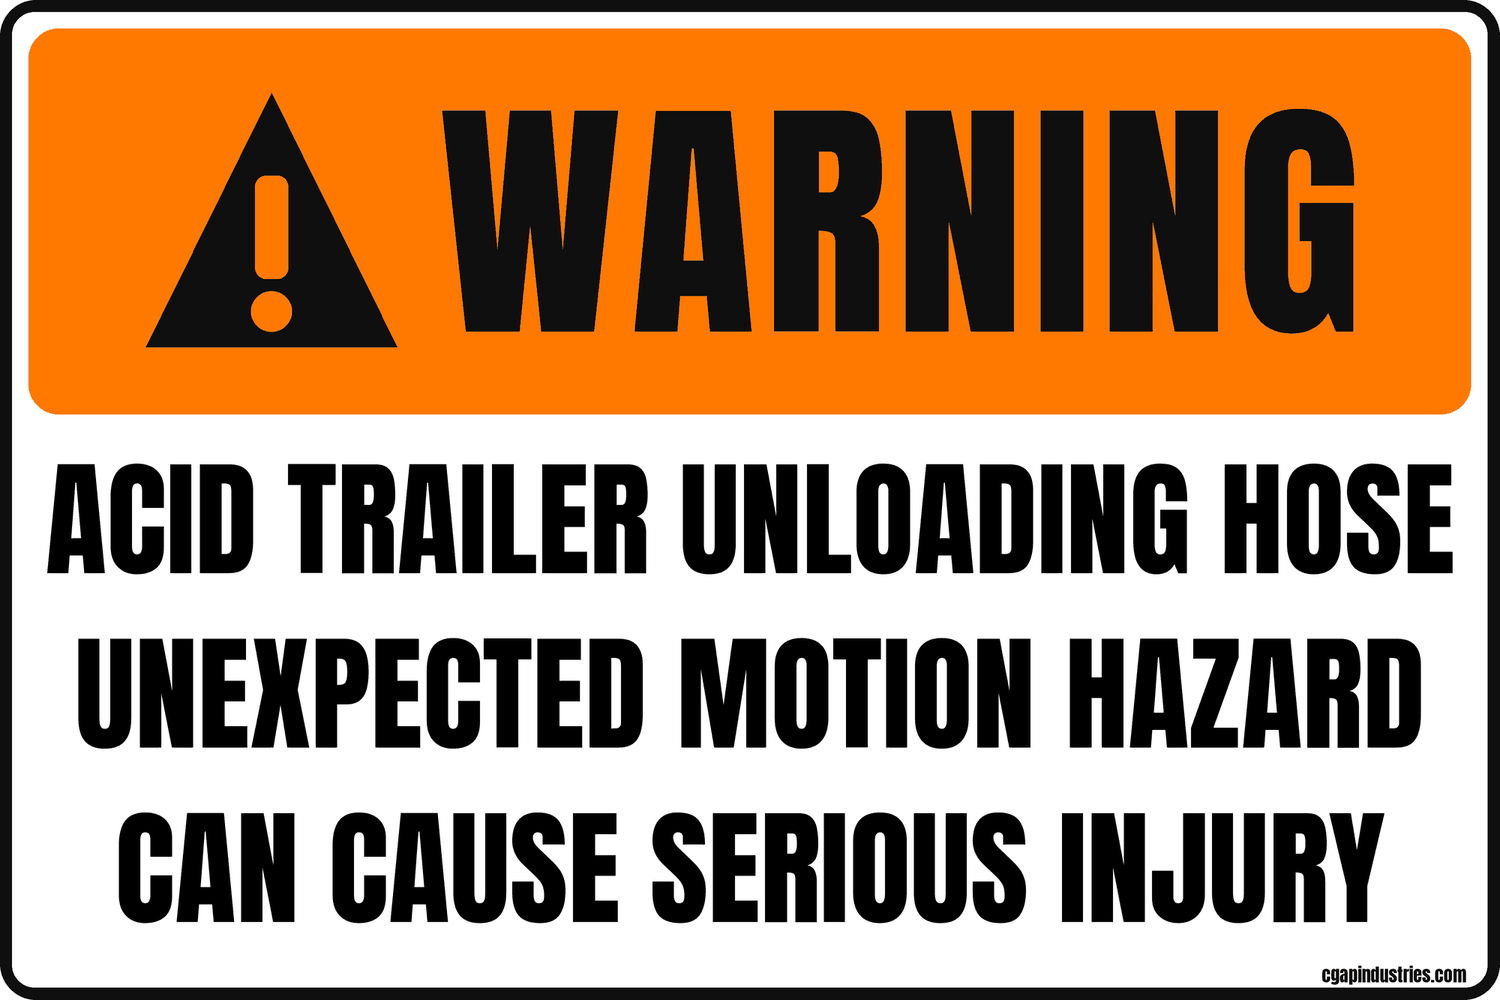 WARNING
ACID TRAILER UNLOADING HOSE
UNEXPECTED MOTION HAZARD
CAN CAUSE SERIOUS INJURY
cgapindustries.com